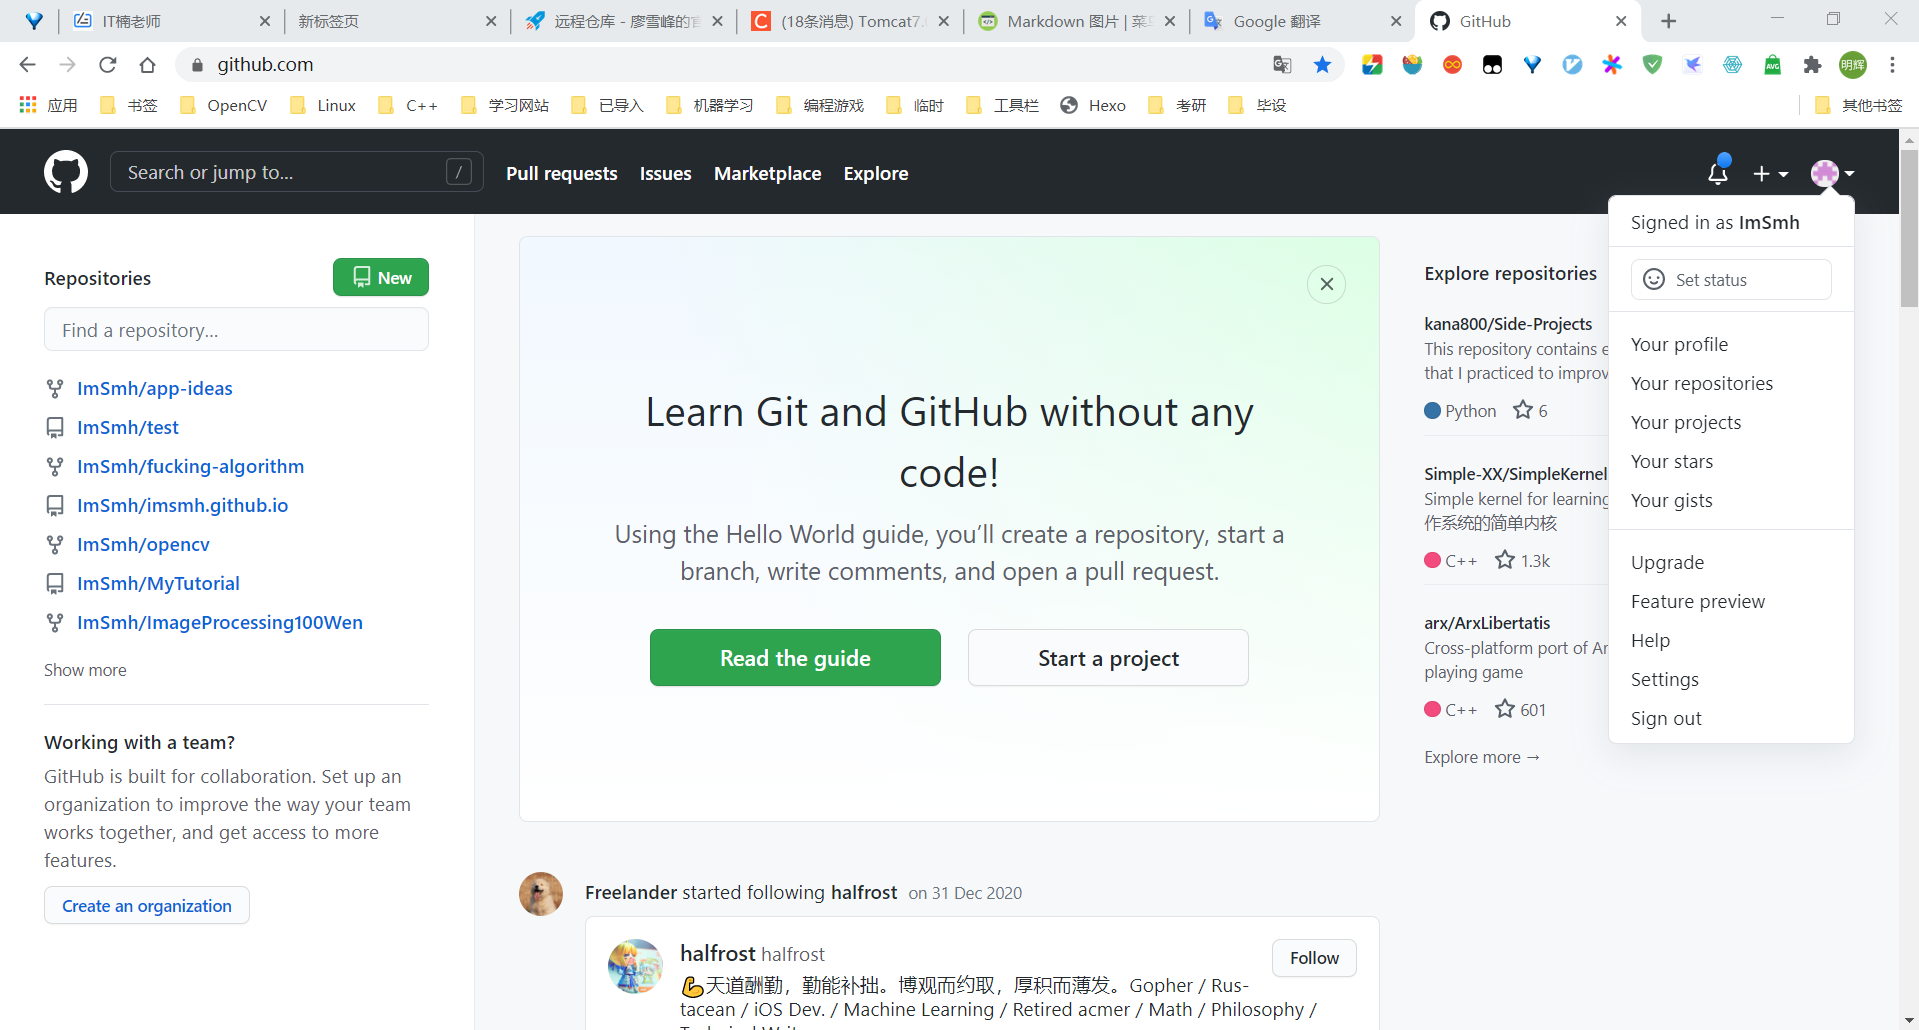 IT楠老师
新标签页
远程仓库 - 廖雪峰的官
(18条消息) Tomcat7.
Markdown 图片 | 菜
Google 翻译
GitHub
github.com
明辉
应用
书签
OpenCV
Linux
C++
学习网站
已导入
机器学习
编程游戏
临时
工具栏
Hexo
考研
毕设
其他书签
Search or jump to...
/
Pull requests
Issues
Marketplace
Explore
Signed in as ImSmh
Set status
Your profile
Your repositories
Your projects
Your stars
Your gists
Upgrade
Feature preview
Help
Settings
Sign out
Repositories
New
Find a repository...
ImSmh/app-ideas
ImSmh/test
ImSmh/fucking-algorithm
ImSmh/imsmh.github.io
ImSmh/opencv
ImSmh/MyTutorial
ImSmh/ImageProcessing100Wen
Show more
Working with a team?
GitHub is built for collaboration. Set up an
organization to improve the way your team
works together, and get access to more
features.
Create an organization
Learn Git and GitHub without any
code!
Using the Hello World guide, you’ll create a repository, start a
branch, write comments, and open a pull request.
Read the guide
Start a project
Freelander started following halfrost on 31 Dec 2020
halfrost halfrost
Follow
💪天道酬勤，勤能补拙。博观而约取，厚积而薄发。Gopher / Rus-
tacean / iOS Dev. / Machine Learning / Retired acmer / Math / Philosophy /
Explore repositories
kana800/Side-Projects
This repository contains e
that I practiced to improv
Python 6
Simple-XX/SimpleKernel
Simple kernel for learning
作系统的简单内核
C++ 1.3k
arx/ArxLibertatis
Cross-platform port of Ar
playing game
C++ 601
Explore more →